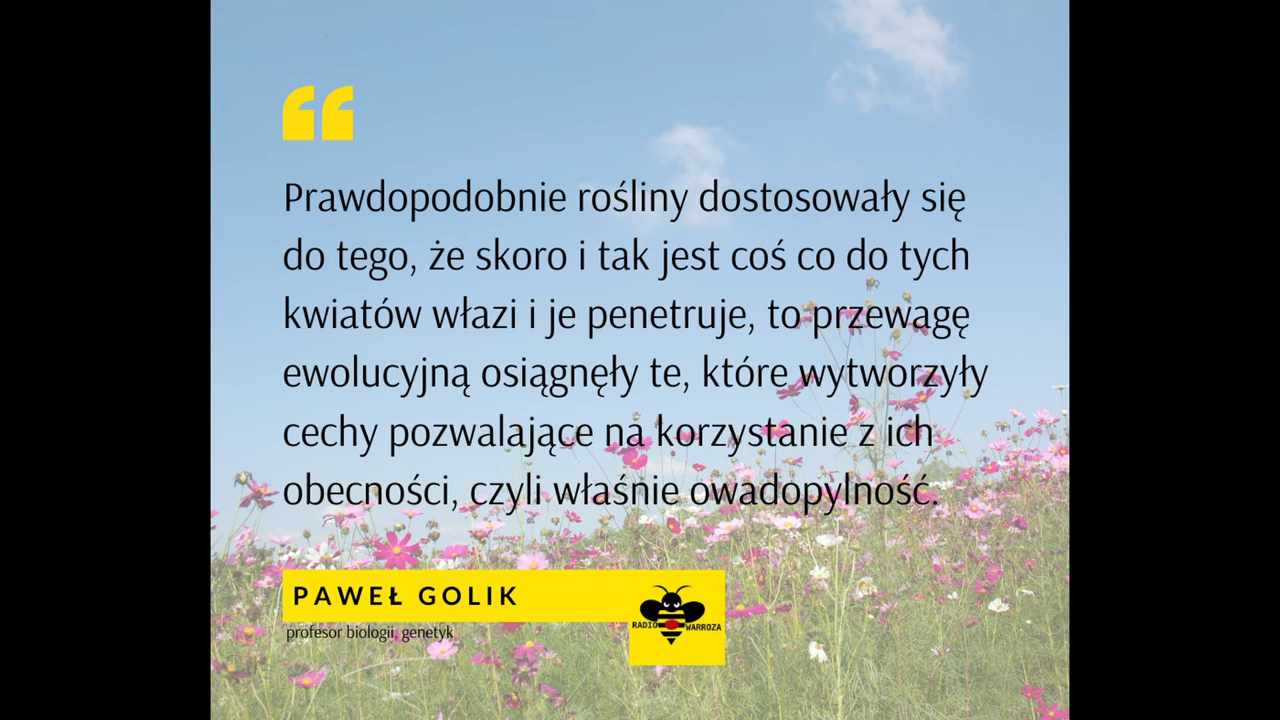 “
Prawdopodobnie rośliny dostosowały się
do tego, że skoro i tak jest coś co do tych
kwiatów włazi i je penetruje, to przewagę
ewolucyjną osiągnęły te, które wytworzyły
cechy pozwalające na korzystanie z ich
obecności, czyli właśnie owadopylność.
PAWEŁ GOLIK
profesor biologii, genetyk
RADIO WARROZA